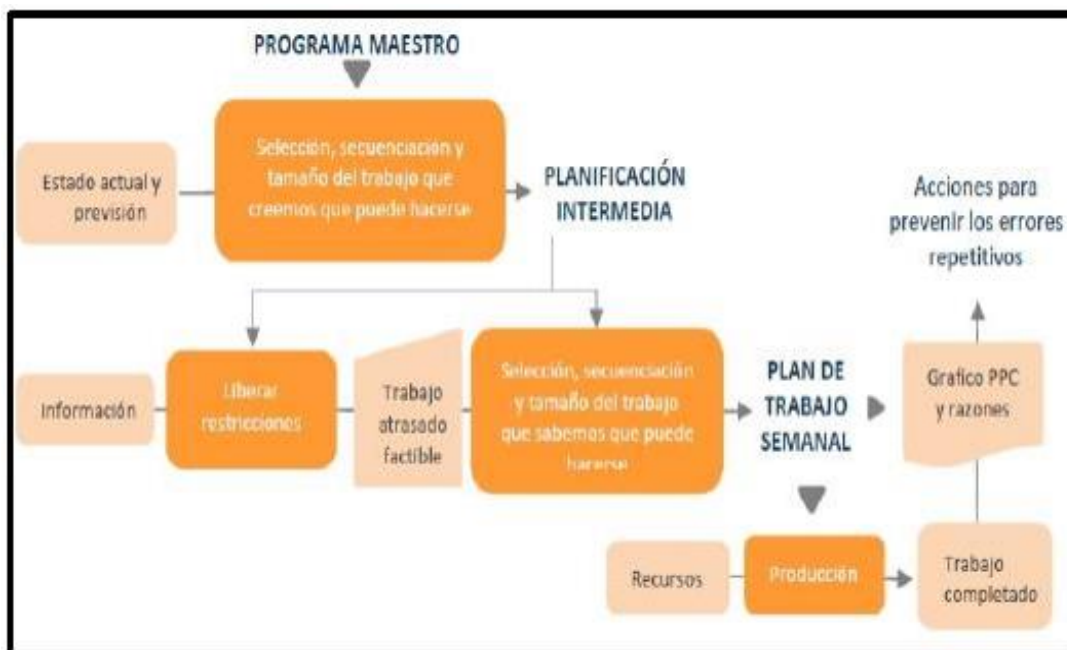 PROGRAMA MAESTRO
Selección, secuenciación y
tamaño del trabajo que
creemos que puede hacerse
Estado actual y
previsión
PLANIFICACIÓN
INTERMEDIA
Acciones para
prevenir los errores
repetitivos
Información
Liberar
restricciones
Trabajo
atrasado
factible
Selección, secuenciación
y tamaño del trabajo
que sabemos que puede
hacerse
PLAN DE
TRABAJO
SEMANAL
Grafico PPC
y razones
Recursos
Producción
Trabajo
completado